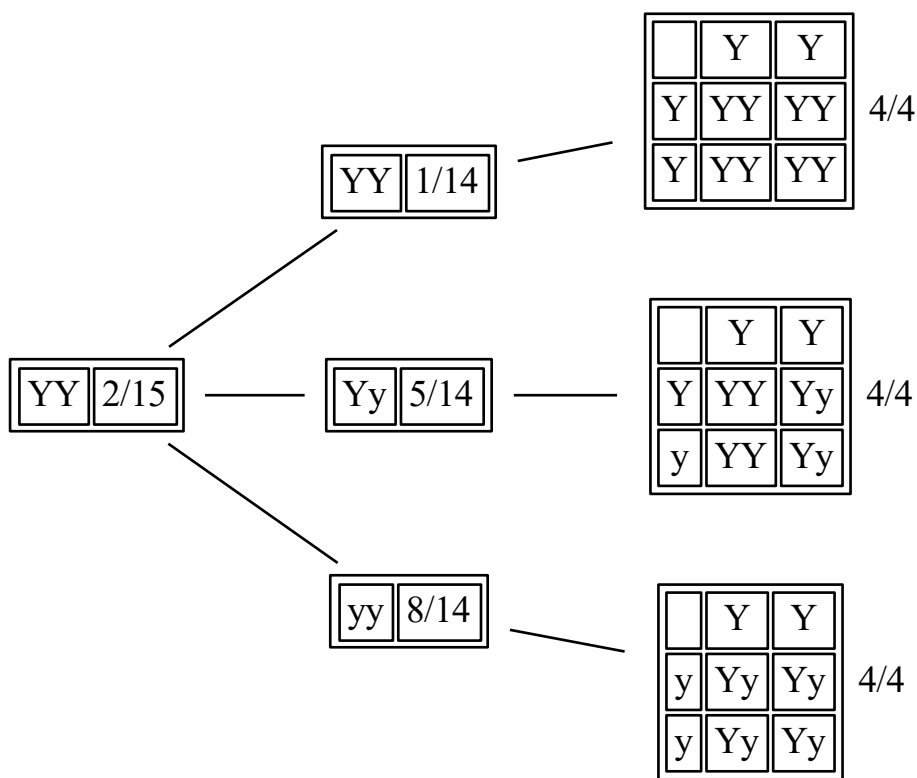 Y Y
Y YY YY 4/4
Y YY YY
YY 1/14
Y Y
YY 2/15
Yy 5/14
Y YY Yy 4/4
y YY Yy
yy 8/14
Y Y
y Yy Yy 4/4
y Yy Yy